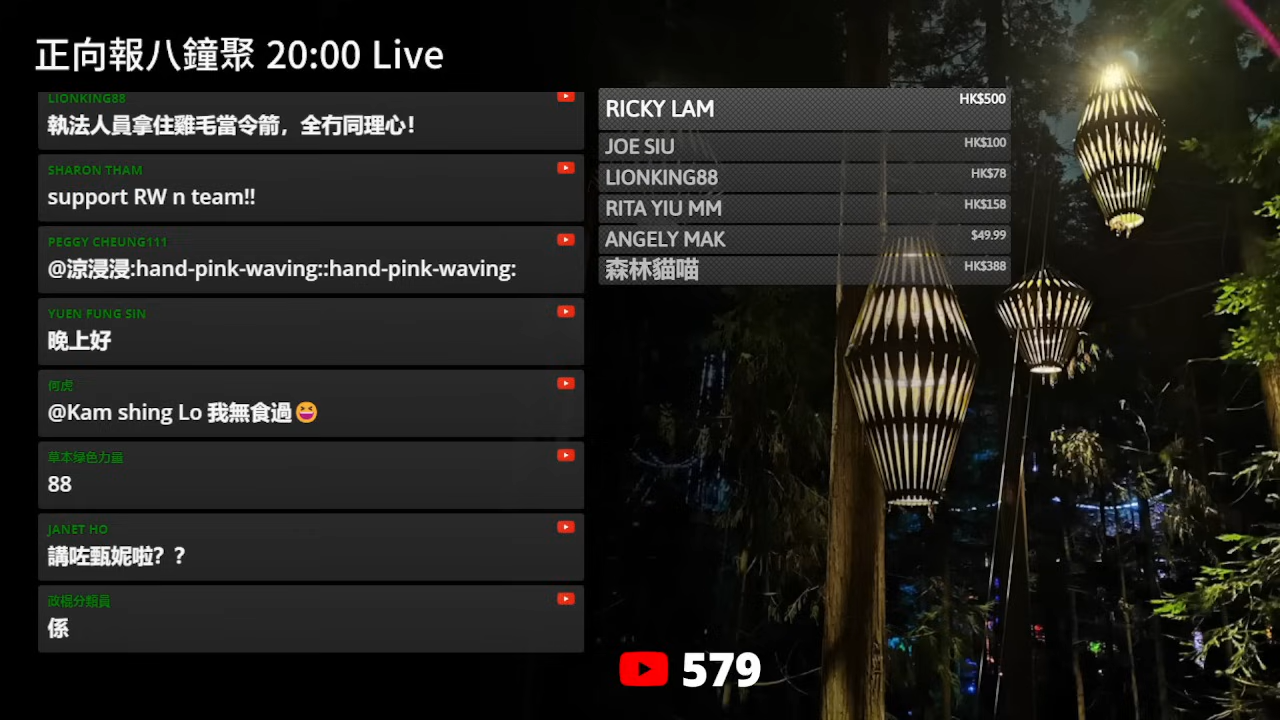 正向報八鐘聚 20:00 Live
LIONKING88
執法人員拿住雞毛當令箭，全冇同理心！
SHARON THAM
support RW n team!!
PEGGY CHEUNG111
@涼浸浸:hand-pink-waving::hand-pink-waving:
YUEN FUNG SIN
晚上好
何虎
@Kam shing Lo 我無食過😆
草本绿色力量
88
JANET HO
講咗甄妮啦？？
政棍分類員
係
RICKY LAM HK$500
JOE SIU HK$100
LIONKING88 HK$78
RITA YIU MM HK$158
ANGELY MAK $49.99
森林貓喵 HK$388
579